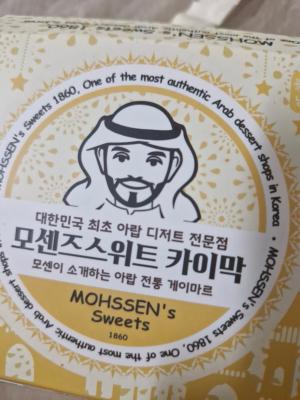 MOHSSEN's Sweets 1860, One of the most authentic Arab dessert shops in Korea •
대한민국 최초 아랍 디저트 전문점
모센즈스위트 카이막
모센이 소개하는 아랍 전통 게이마르
MOHSSEN's
Sweets
1860
MOHSSEN's Sweets 1860, One of the most authentic Arab dessert shops in
MOHSSEN's Sweets 1860